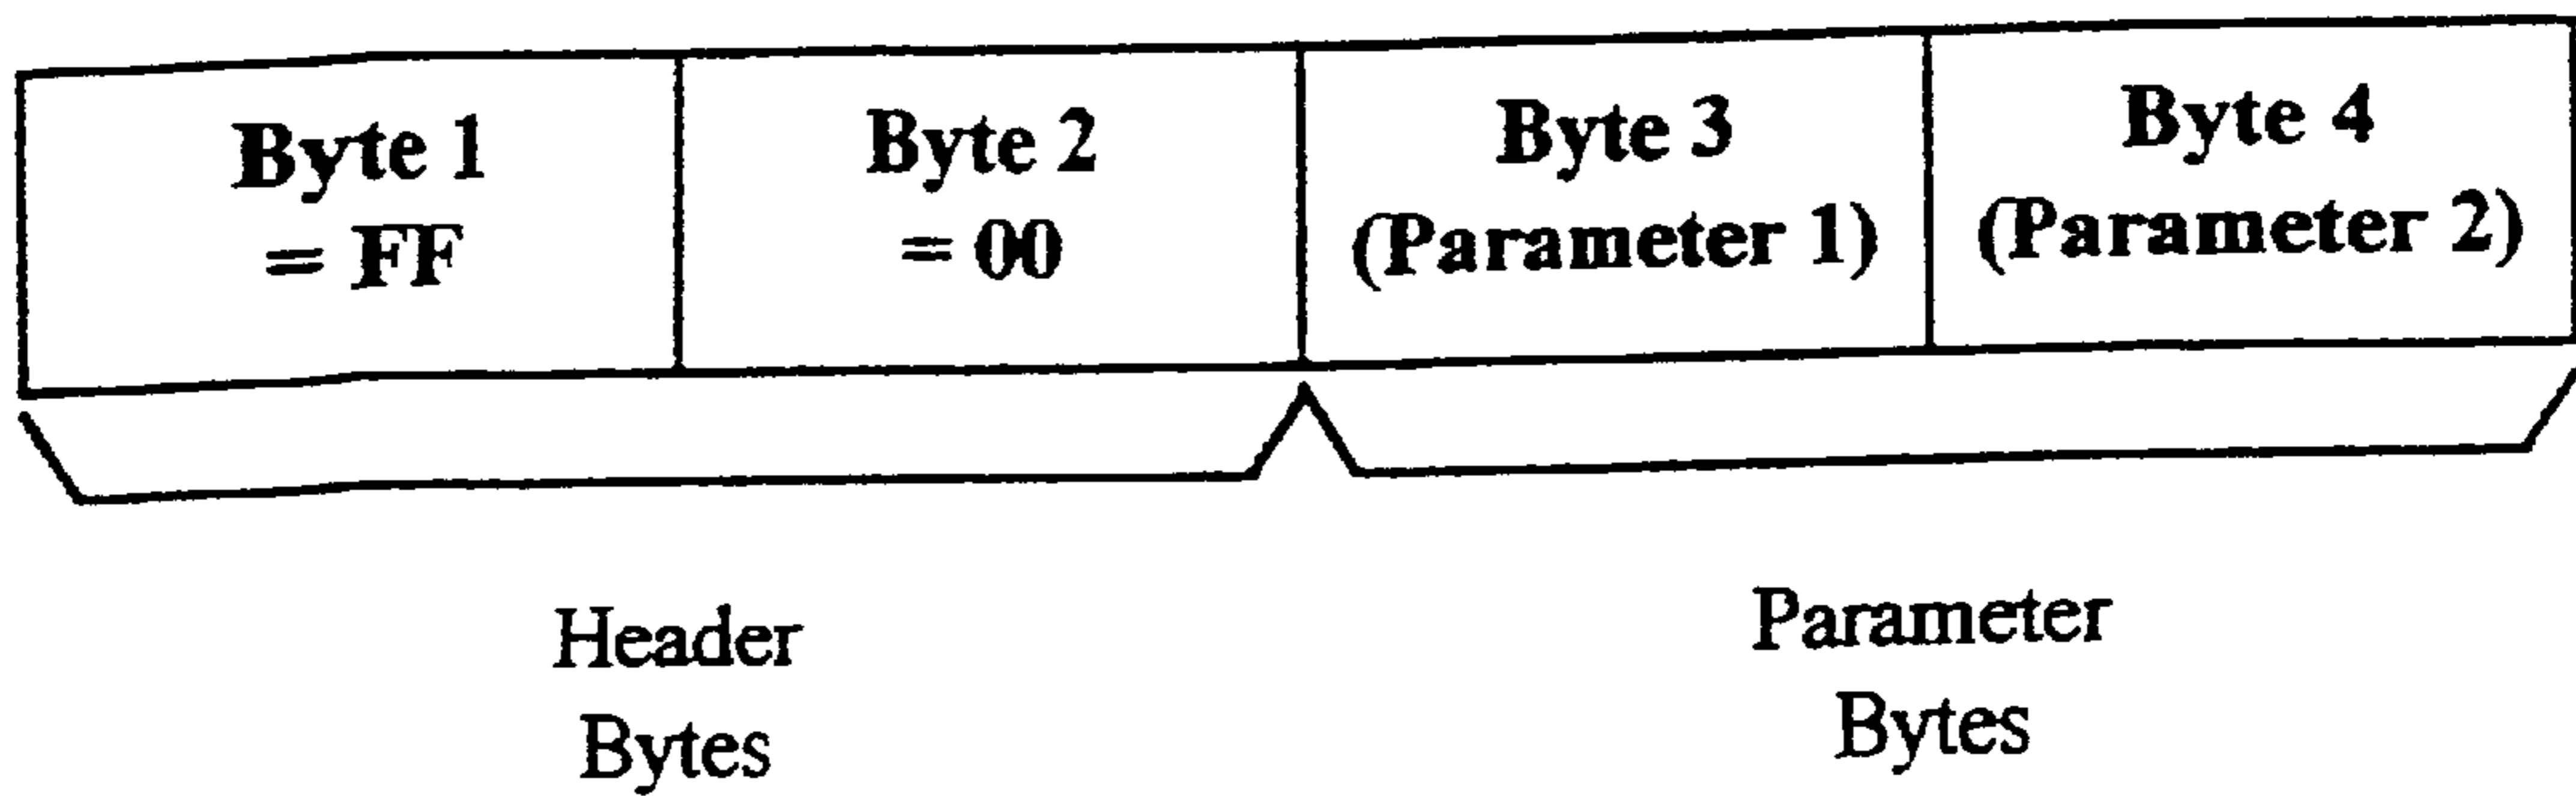 Byte 1
= FF
Byte 2
= 00
Byte 3
(Parameter 1)
Byte 4
(Parameter 2)
Header
Bytes
Parameter
Bytes